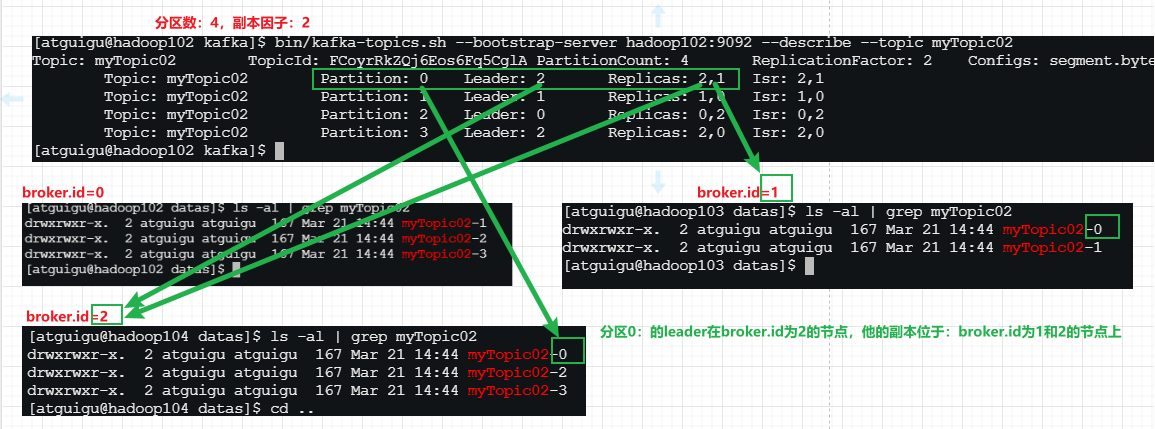 分区数：4，副本因子：2
[atguigu@hadoop102 kafka]$ bin/kafka-topics.sh --bootstrap-server hadoop102:9092 --describe --topic myTopic02
Topic: myTopic02 TopicId: FCoyrRkZQj6Eos6Fq5CglA PartitionCount: 4 ReplicationFactor: 2 Configs: segment.byte
Topic: myTopic02 Partition: 0 Leader: 2 Replicas: 2,1 Isr: 2,1
Topic: myTopic02 Partition: 1 Leader: 1 Replicas: 1,0 Isr: 1,0
Topic: myTopic02 Partition: 2 Leader: 0 Replicas: 0,2 Isr: 0,2
Topic: myTopic02 Partition: 3 Leader: 2 Replicas: 2,0 Isr: 2,0
[atguigu@hadoop102 kafka]$
broker.id=0
[atguigu@hadoop102 datas]$ ls -al | grep myTopic02
drwxrwxr-x. 2 atguigu atguigu 167 Mar 21 14:44 myTopic02-1
drwxrwxr-x. 2 atguigu atguigu 167 Mar 21 14:44 myTopic02-2
drwxrwxr-x. 2 atguigu atguigu 167 Mar 21 14:44 myTopic02-3
[atguigu@hadoop102 datas]$
broker.id=1
[atguigu@hadoop103 datas]$ ls -al | grep myTopic02
drwxrwxr-x. 2 atguigu atguigu 167 Mar 21 14:44 myTopic02-0
drwxrwxr-x. 2 atguigu atguigu 167 Mar 21 14:44 myTopic02-1
[atguigu@hadoop103 datas]$
broker.id=2
[atguigu@hadoop104 datas]$ ls -al | grep myTopic02
drwxrwxr-x. 2 atguigu atguigu 167 Mar 21 14:44 myTopic02-0
drwxrwxr-x. 2 atguigu atguigu 167 Mar 21 14:44 myTopic02-2
drwxrwxr-x. 2 atguigu atguigu 167 Mar 21 14:44 myTopic02-3
[atguigu@hadoop104 datas]$ cd ..
分区0：的leader在broker.id为2的节点，他的副本位于：broker.id为1和2的节点上